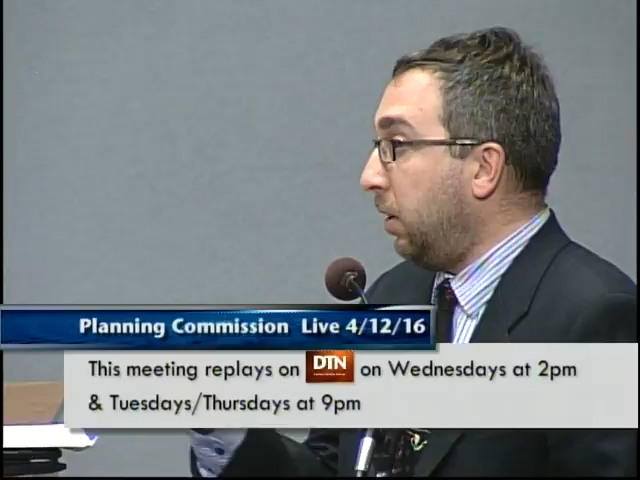 Planning Commission Live 4/12/16
This meeting replays on DTN on Wednesdays at 2pm
& Tuesdays/Thursdays at 9pm